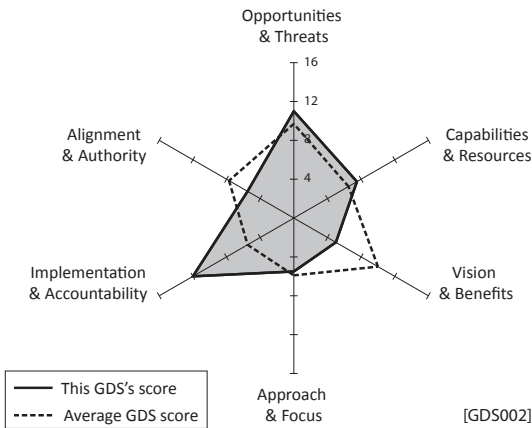 Opportunities
& Threats
16
12
8
4
Alignment
& Authority
Capabilities
& Resources
Implementation
& Accountability
Vision
& Benefits
This GDS's score
Average GDS score
Approach
& Focus
[GDS002]